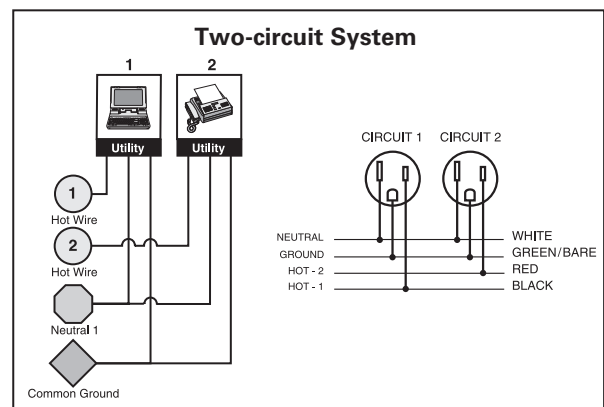 Two-circuit System
1
2
Utility
Utility
1
Hot Wire
2
Hot Wire
Neutral 1
Common Ground
CIRCUIT 1
CIRCUIT 2
NEUTRAL
WHITE
GROUND
GREEN/BARE
HOT - 2
RED
HOT - 1
BLACK